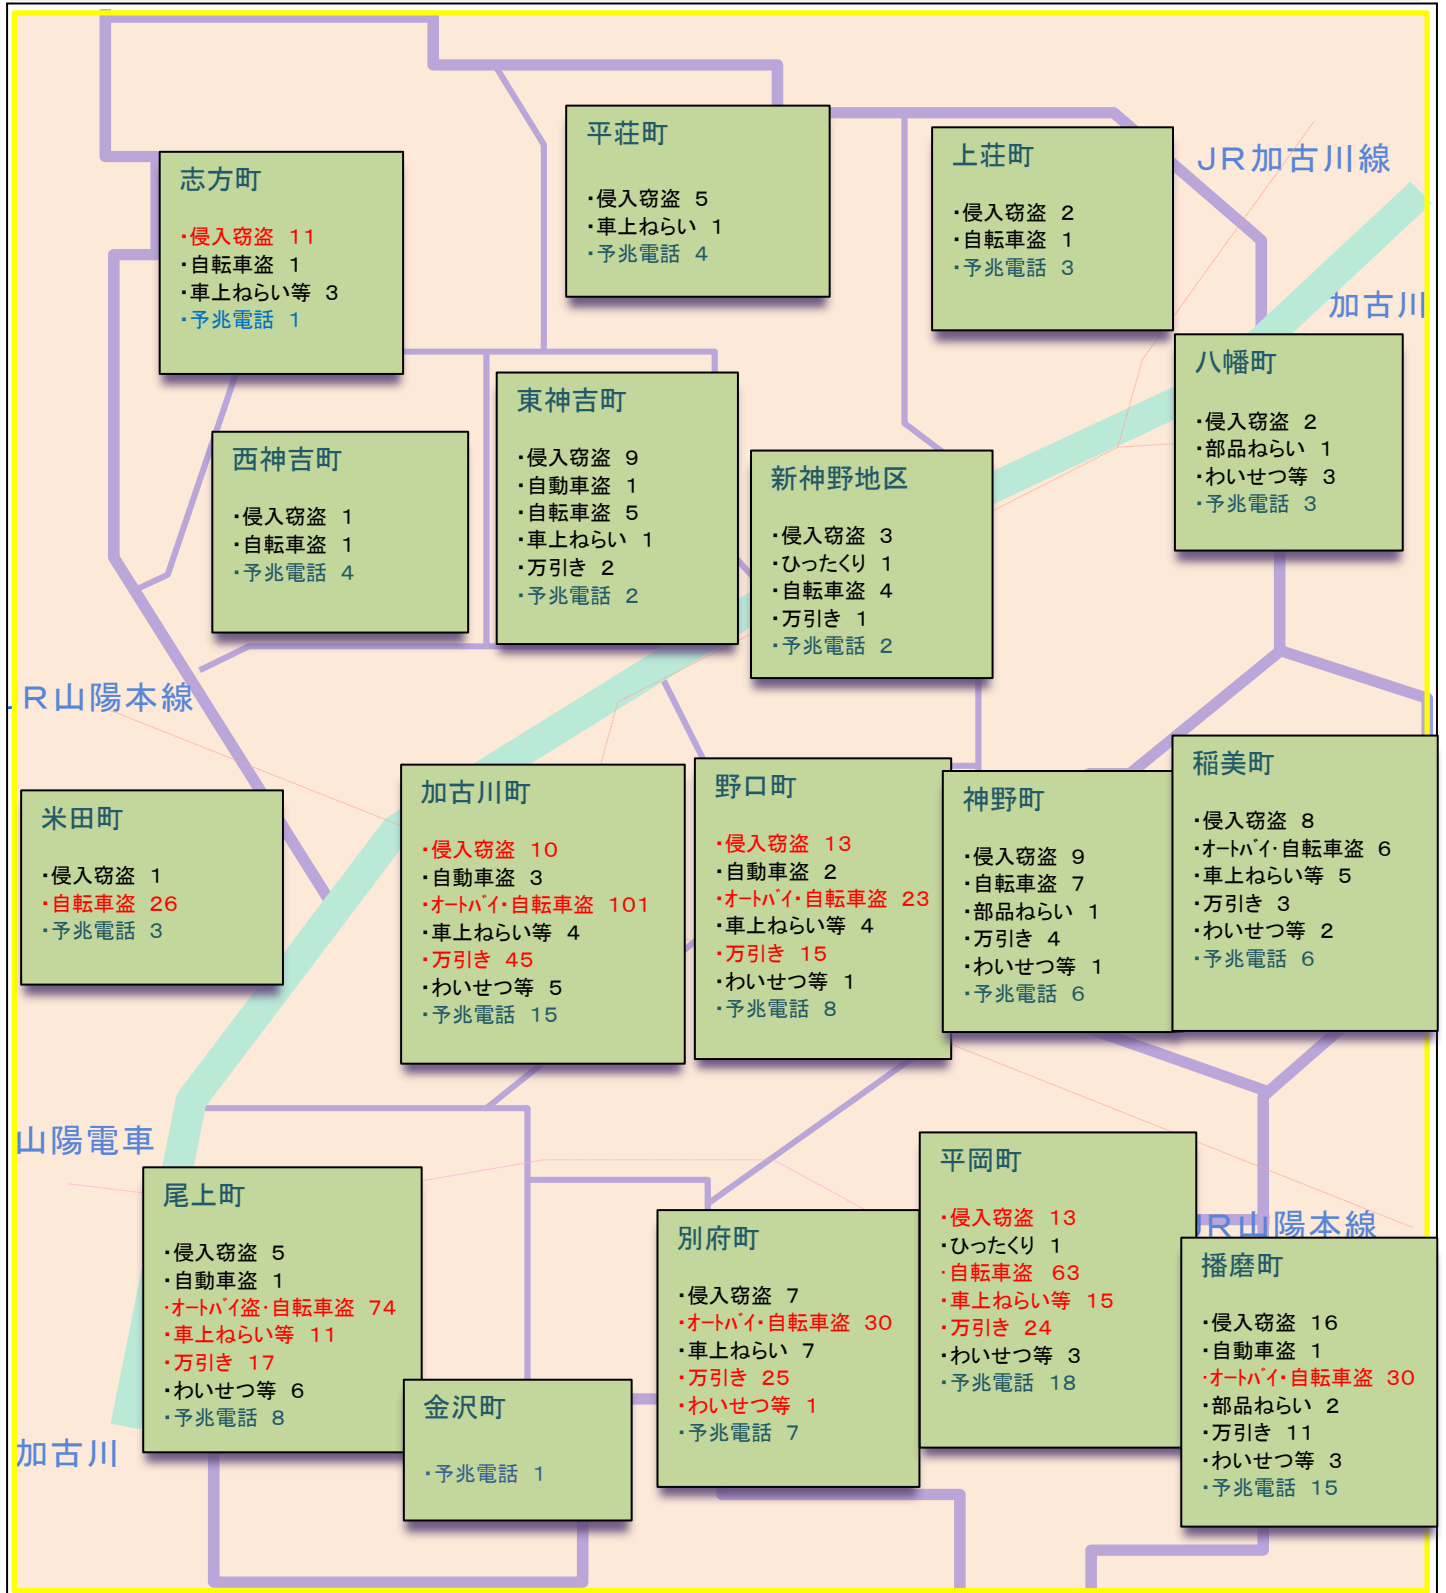 平荘町
・侵入窃盗 5
・車上ねらい 1
・予兆電話 4
上荘町
・侵入窃盗 2
・自転車盗 1
・予兆電話 3
JR加古川線
志方町
・侵入窃盗 11
・自転車盗 1
・車上ねらい等 3
・予兆電話 1
加古川
八幡町
・侵入窃盗 2
・部品ねらい 1
・わいせつ等 3
・予兆電話 3
東神吉町
・侵入窃盗 9
・自動車盗 1
・自転車盗 5
・車上ねらい 1
・万引き 2
・予兆電話 2
西神吉町
・侵入窃盗 1
・自転車盗 1
・予兆電話 4
新神野地区
・侵入窃盗 3
・ひったくり 1
・自転車盗 4
・万引き 1
・予兆電話 2
JR山陽本線
米田町
・侵入窃盗 1
・自転車盗 26
・予兆電話 3
加古川町
・侵入窃盗 10
・自動車盗 3
・オートバイ・自転車盗 101
・車上ねらい等 4
・万引き 45
・わいせつ等 5
・予兆電話 15
野口町
・侵入窃盗 13
・自動車盗 2
・オートバイ・自転車盗 23
・車上ねらい等 4
・万引き 15
・わいせつ等 1
・予兆電話 8
神野町
・侵入窃盗 9
・自転車盗 7
・部品ねらい 1
・万引き 4
・わいせつ等 1
・予兆電話 6
稲美町
・侵入窃盗 8
・オートバイ・自転車盗 6
・車上ねらい等 5
・万引き 3
・わいせつ等 2
・予兆電話 6
山陽電車
尾上町
・侵入窃盗 5
・自動車盗 1
・オートバイ盗・自転車盗 74
・車上ねらい等 11
・万引き 17
・わいせつ等 6
・予兆電話 8
加古川
金沢町
・予兆電話 1
別府町
・侵入窃盗 7
・オートバイ・自転車盗 30
・車上ねらい 7
・万引き 25
・わいせつ等 1
・予兆電話 7
平岡町
・侵入窃盗 13
・ひったくり 1
・自転車盗 63
・車上ねらい等 15
・万引き 24
・わいせつ等 3
・予兆電話 18
JR山陽本線
播磨町
・侵入窃盗 16
・自動車盗 1
・オートバイ・自転車盗 30
・部品ねらい 2
・万引き 11
・わいせつ等 3
・予兆電話 15